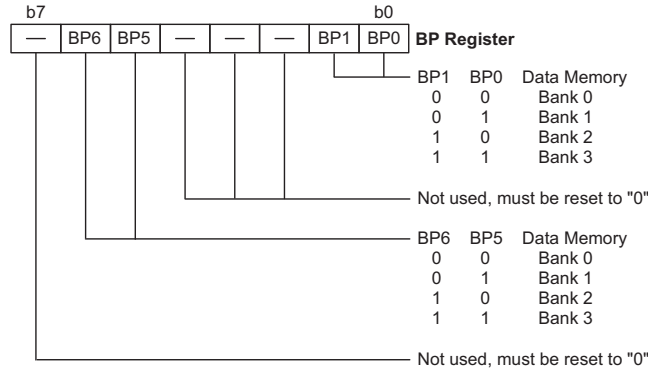 b7 b0
— BP6 BP5 — — — BP1 BP0 BP Register
BP1 BP0 Data Memory
0 0 Bank 0
0 1 Bank 1
1 0 Bank 2
1 1 Bank 3
Not used, must be reset to "0"
BP6 BP5 Data Memory
0 0 Bank 0
0 1 Bank 1
1 0 Bank 2
1 1 Bank 3
Not used, must be reset to "0"